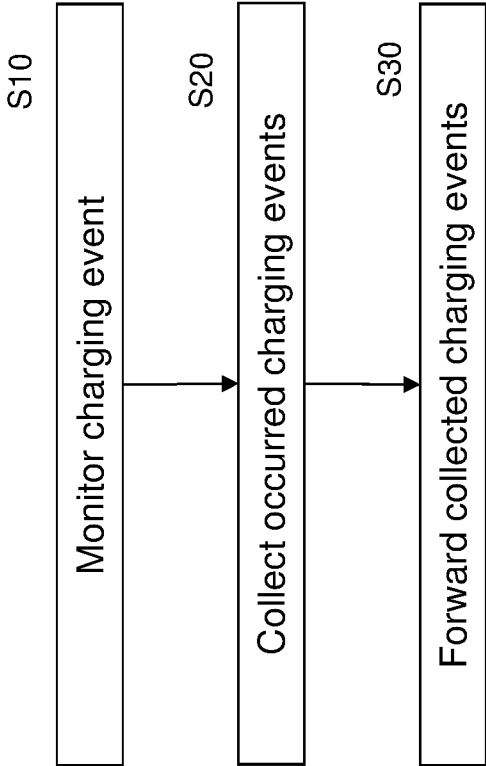 S10
Monitor charging event
S20
Collect occurred charging events
S30
Forward collected charging events